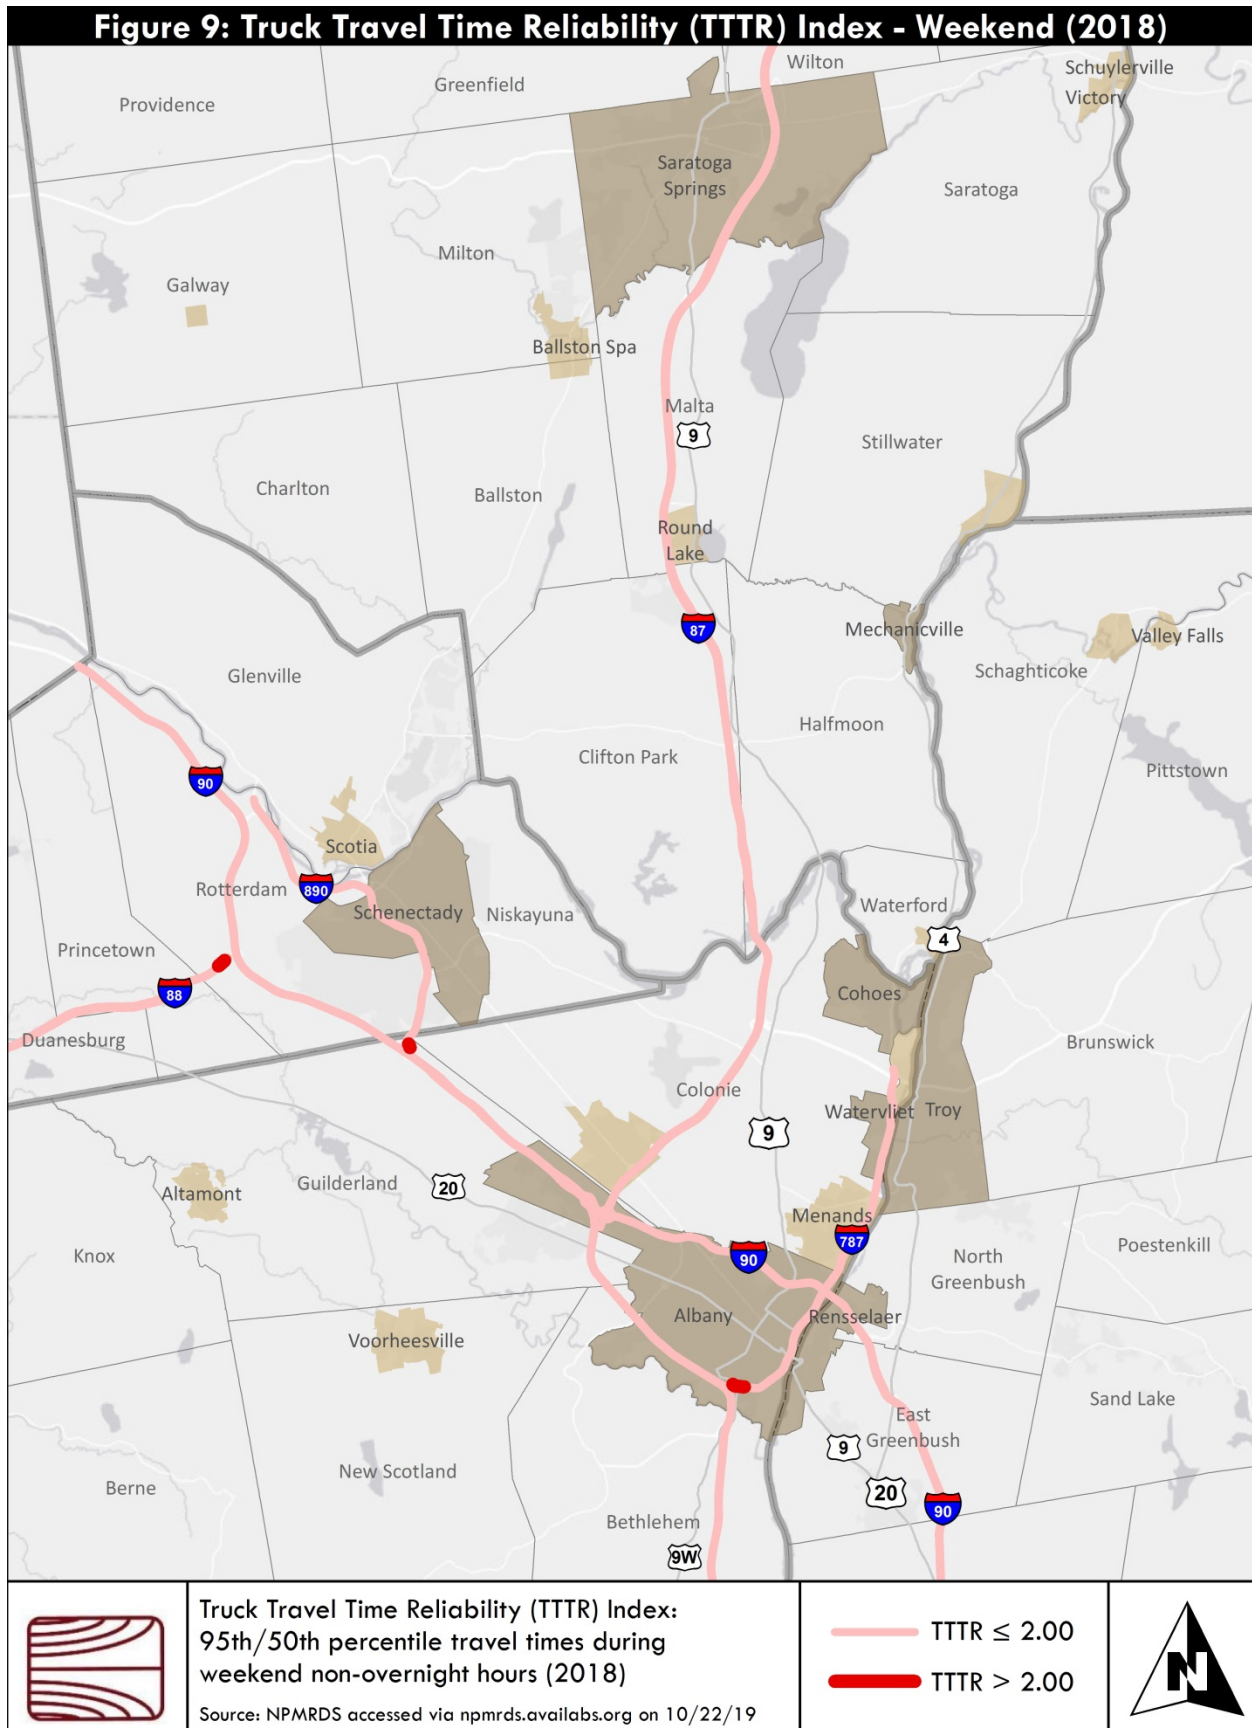 Figure 9: Truck Travel Time Reliability (TTTR) Index - Weekend (2018)
Wilton
Schuylerville
Victory
Greenfield
Providence
Saratoga
Springs
Saratoga
Milton
Galway
Ballston Spa
Malta
9
Stillwater
Charlton
Ballston
Round
Lake
87
Mechanicville
Valley Falls
Schaghticoke
Glenville
Halfmoon
Clifton Park
Pittstown
90
Scotia
890
Rotterdam
Schenectady
Niskayuna
Waterford
4
Princetown
88
Cohoes
Duanesburg
Brunswick
Colonie
Watervliet
Troy
9
Guilderland
20
Altamont
Menands
787
Knox
90
North
Greenbush
Poestenkill
Albany
Rensselaer
Voorheesville
Sand Lake
East
Greenbush
9
New Scotland
Berne
20
90
Bethlehem
9W
Truck Travel Time Reliability (TTTR) Index:
95th/50th percentile travel times during
weekend non-overnight hours (2018)
Source: NPMRDS accessed via npmrds.availabs.org on 10/22/19
TTTR ≤ 2.00
TTTR > 2.00
N